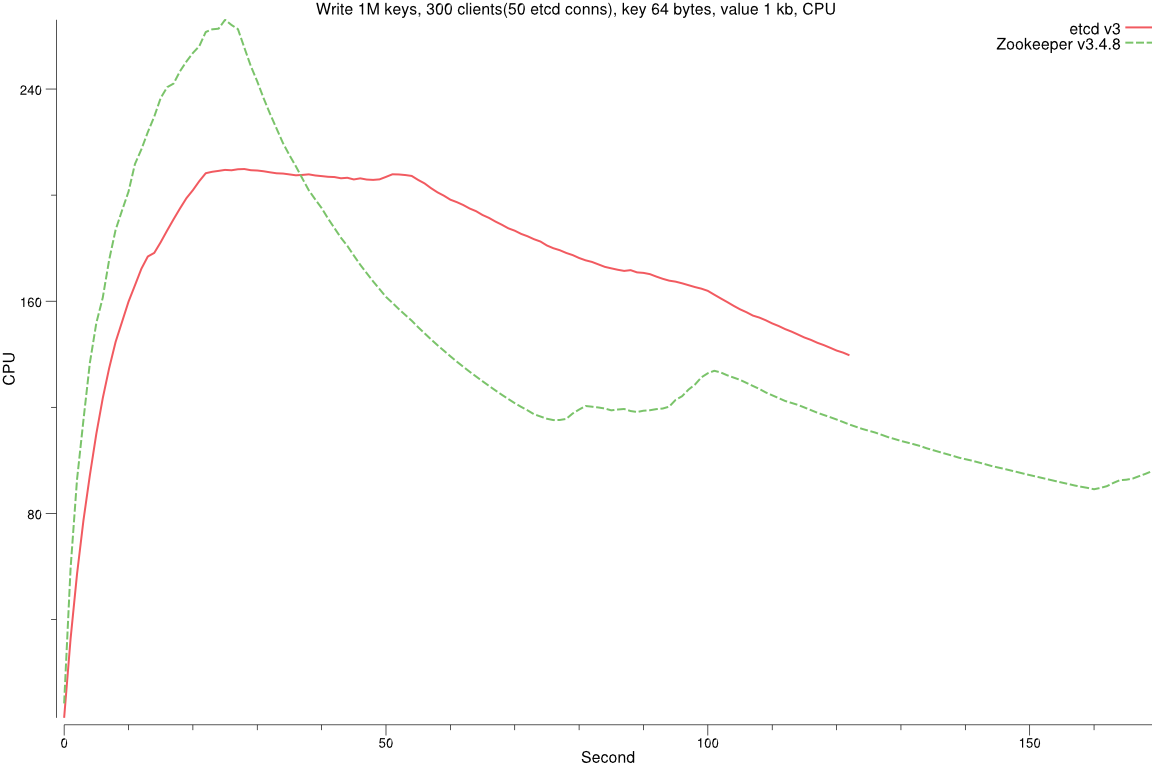 Write 1M keys, 300 clients(50 etcd conns), key 64 bytes, value 1 kb, CPU
etcd v3
Zookeeper v3.4.8
240
160
80
CPU
0
50
100
150
Second